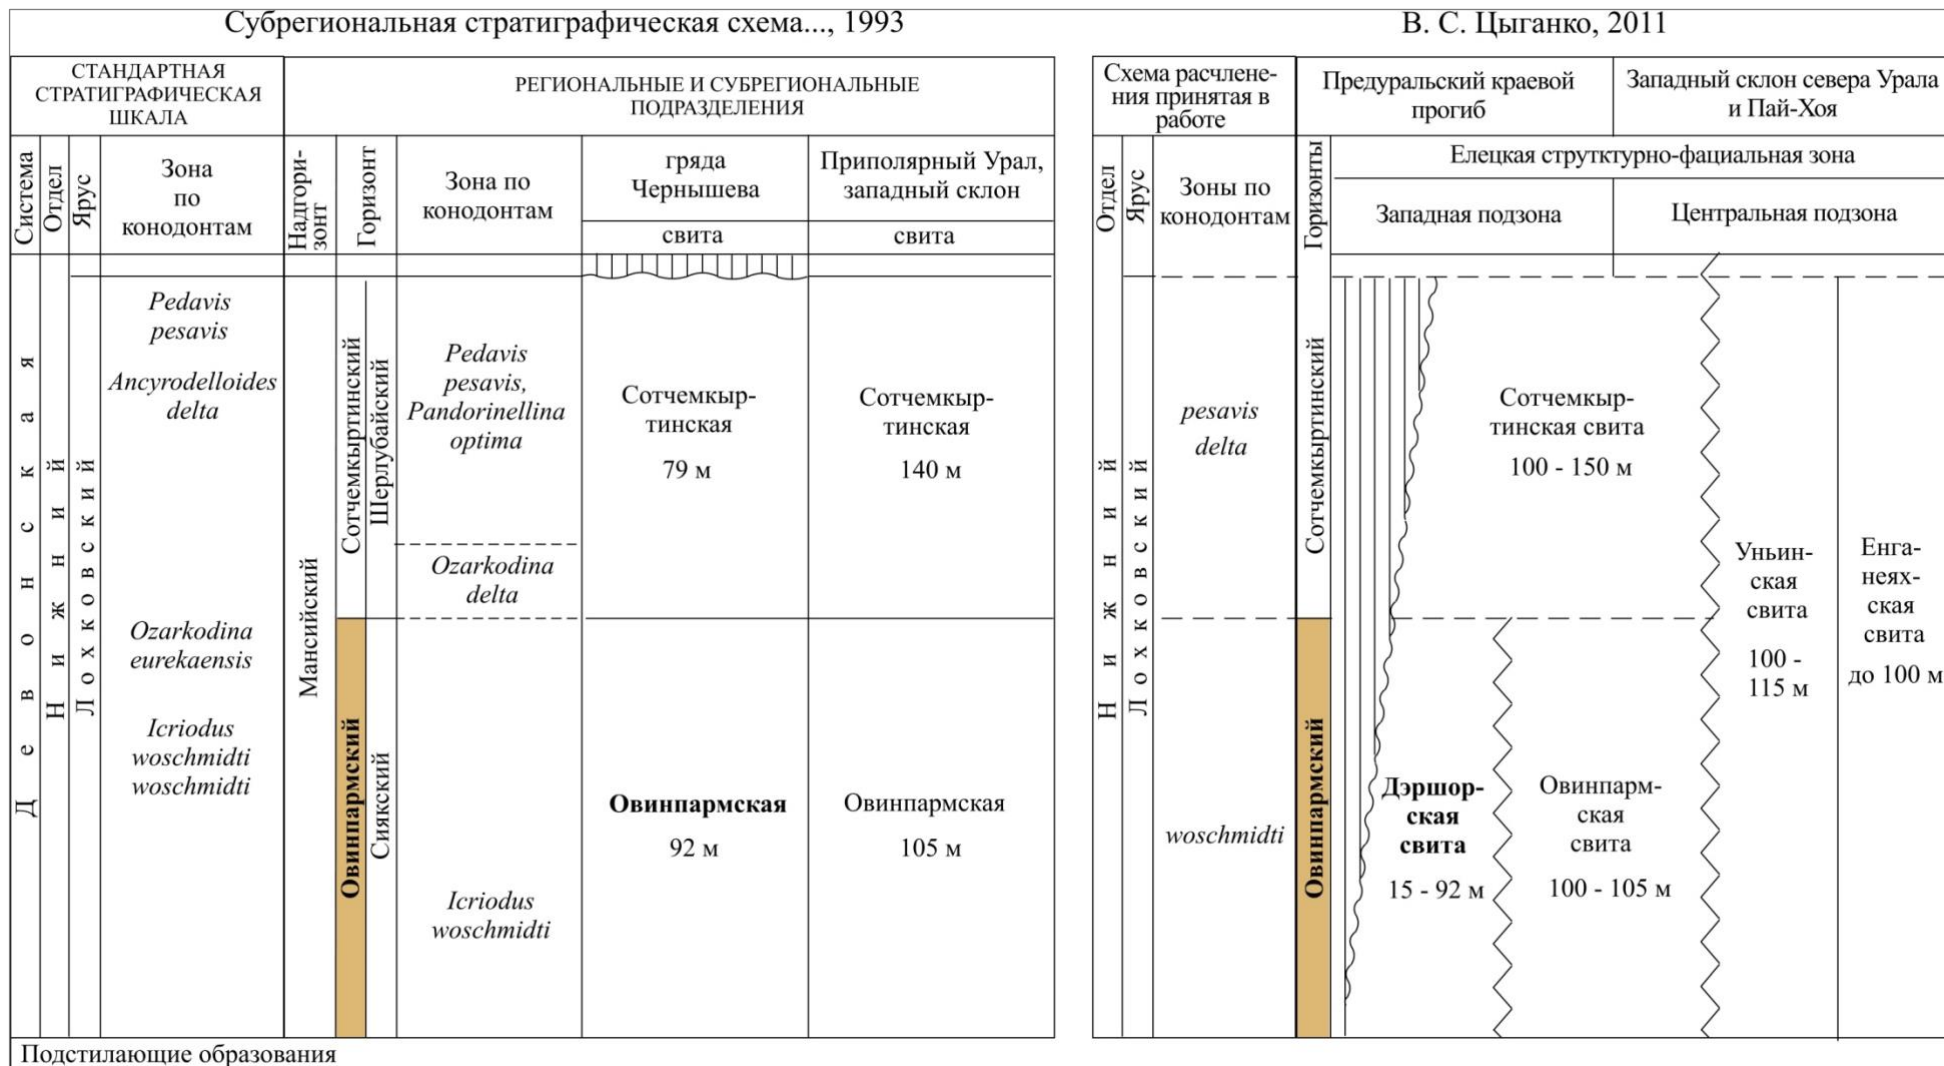 Субрегиональная стратиграфическая схема..., 1993
СТАНДАРТНАЯ
СТРАТИГРАФИЧЕСКАЯ
ШКАЛА
РЕГИОНАЛЬНЫЕ И СУБРЕГИОНАЛЬНЫЕ
ПОДРАЗДЕЛЕНИЯ
Система
Отдел
Ярус
Зона
по
конодонтам
Надгори-
зонт
Горизонт
Зона по
конодонтам
гряда
Чернышева
свита
Приполярный Урал,
западный склон
свита
Девонская
Нижний
Лохковский
Pedavis
pesavis
Ancyrodelloides
delta
Ozarkodina
eurekaensis
Icriodus
woschmidti
woschmidti
Мансийский
Сотчемкыртинский
Шерлубайский
Овинпармский
Сиякский
Pedavis
pesavis,
Pandorinellina
optima
Ozarkodina
delta
Icriodus
woschmidti
Сотчемкыр-
тинская
79 м
Овинпармская
92 м
Сотчемкыр-
тинская
140 м
Овинпармская
105 м
Подстилающие образования
В. С. Цыганко, 2011
Схема расчлене-
ния принятая в
работе
Предуральский краевой
прогиб
Западный склон севера Урала
и Пай-Хоя
Отдел
Ярус
Зоны по
конодонтам
Горизонты
Елецкая струтктурно-фациальная зона
Западная подзона
Центральная подзона
Нижний
Лохковский
pesavis
delta
woschmidti
Сотчемкыртинский
Овинпармский
Сотчемкыр-
тинская свита
100 - 150 м
Дэршор-
ская
свита
15 - 92 м
Овинпарм-
ская
свита
100 - 105 м
Уньин-
ская
свита
100 -
115 м
Енга-
неях-
ская
свита
до 100 м